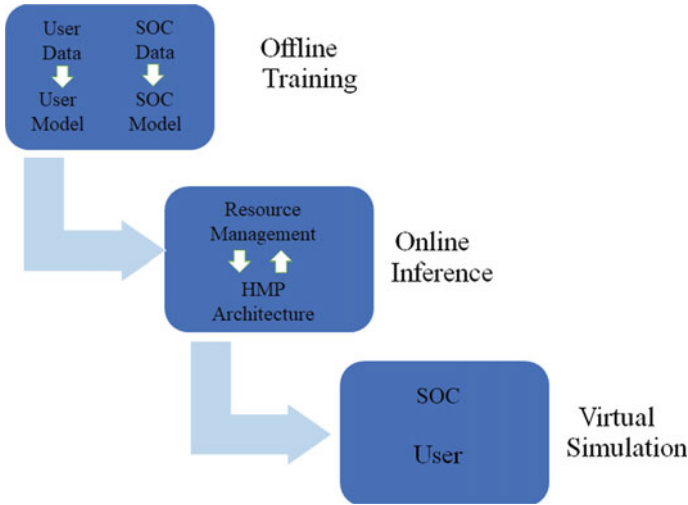 User
Data
SOC
Data
User
Model
SOC
Model
Offline
Training
Resource
Management
HMP
Architecture
Online
Inference
SOC
User
Virtual
Simulation